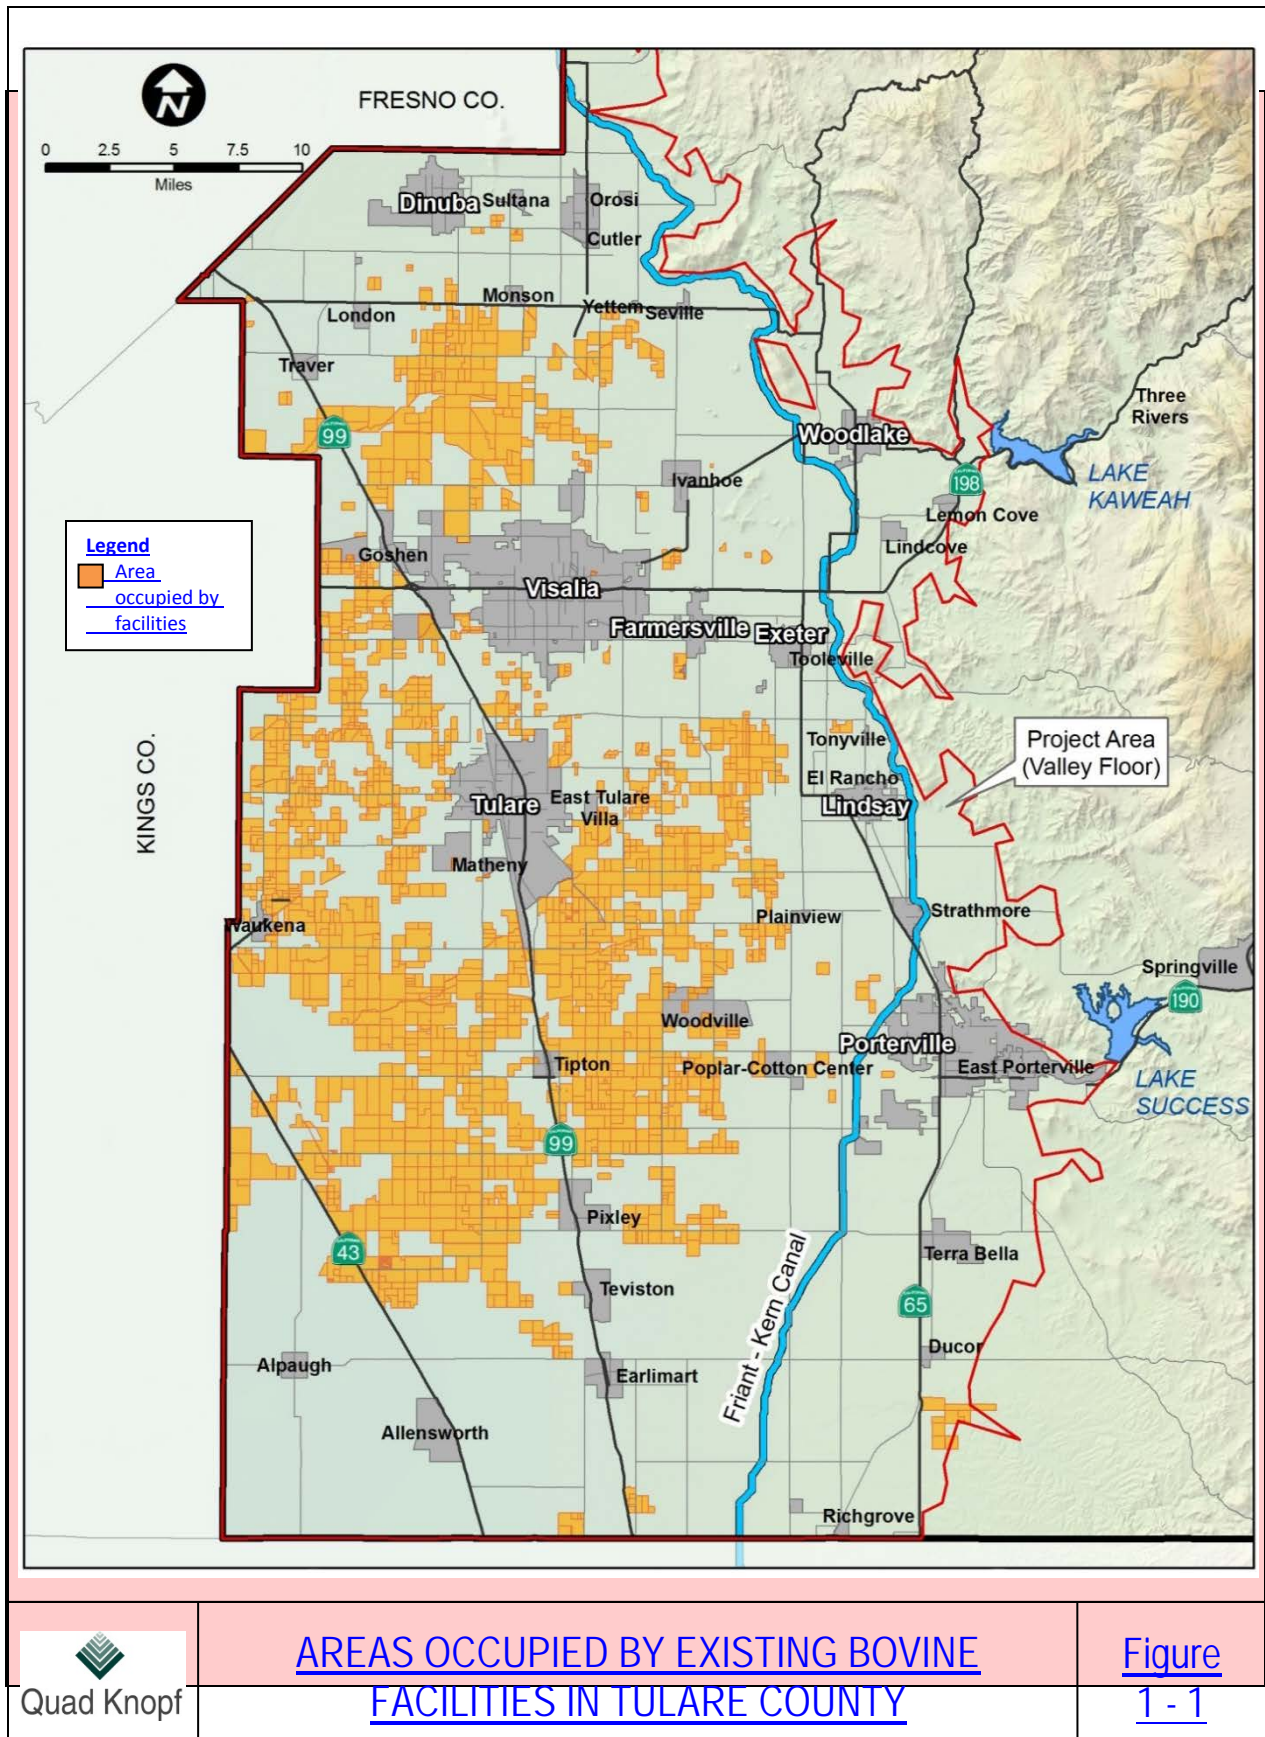 FRESNO CO.
N
0 2.5 5 7.5 10
Miles
Dinuba
Sultana
Orosi
Cutler
Monson
London
Yettem
Seville
Traver
99
Three
Rivers
Woodlake
LAKE
KAWEAH
Ivanhoe
198
Lemon Cove
Lindcove
Legend
Area
occupied by
facilities
Goshen
Visalia
Farmersville
Exeter
Tooleville
Tonyville
Project Area
(Valley Floor)
KINGS CO.
El Rancho
Lindsay
Tulare
East Tulare
Villa
Matheny
Waukena
Plainview
Strathmore
Springville
190
Woodville
Porterville
Tipton
Poplar-Cotton Center
East Porterville
LAKE
SUCCESS
99
Pixley
43
Terra Bella
Teviston
65
Friant - Kern Canal
Ducor
Alpaugh
Earlimart
Allensworth
Richgrove
Quad Knopf
AREAS OCCUPIED BY EXISTING BOVINE
FACILITIES IN TULARE COUNTY
Figure
1 - 1